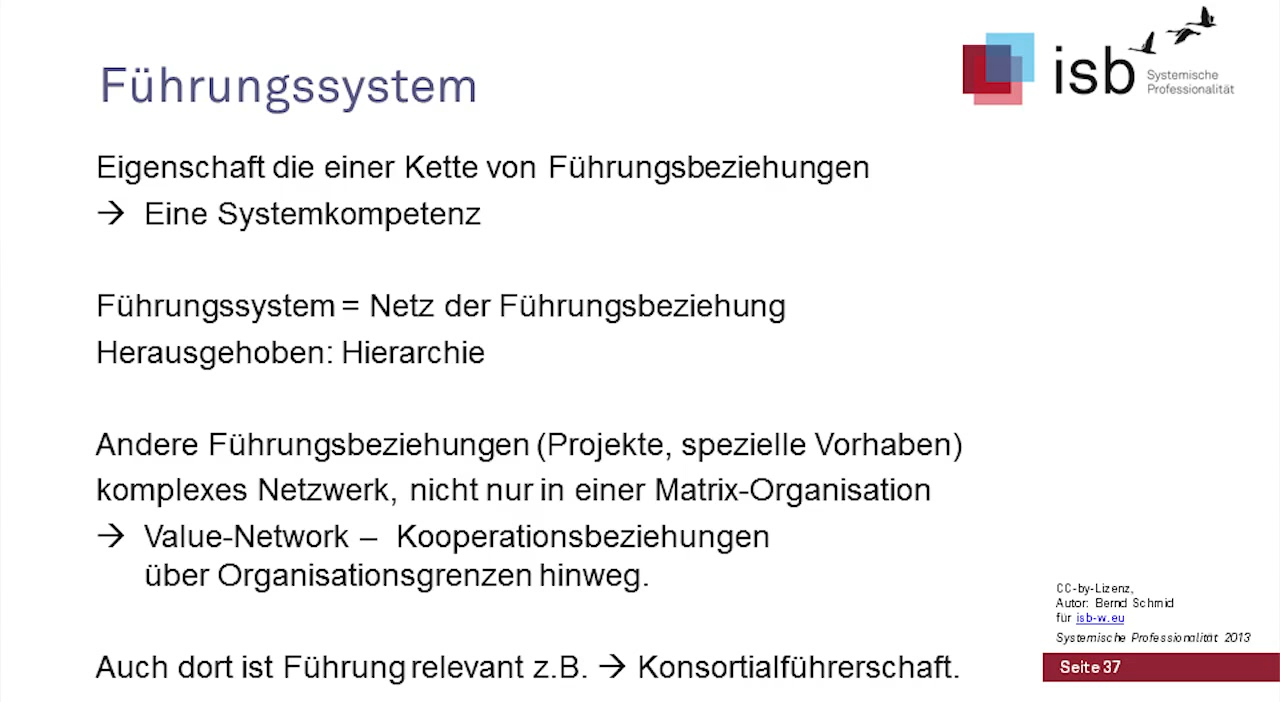 Führungssystem
isb
Systemische
Professionalität
Eigenschaft die einer Kette von Führungsbeziehungen
→ Eine Systemkompetenz
Führungssystem = Netz der Führungsbeziehung
Herausgehoben: Hierarchie
Andere Führungsbeziehungen (Projekte, spezielle Vorhaben)
komplexes Netzwerk, nicht nur in einer Matrix-Organisation
→ Value-Network – Kooperationsbeziehungen
über Organisationsgrenzen hinweg.
Auch dort ist Führung relevant z.B. → Konsortialführerschaft.
CC-by-Lizenz,
Autor: Bernd Schmid
für isb-w.eu
Systemische Professionalität 2013
Seite 37